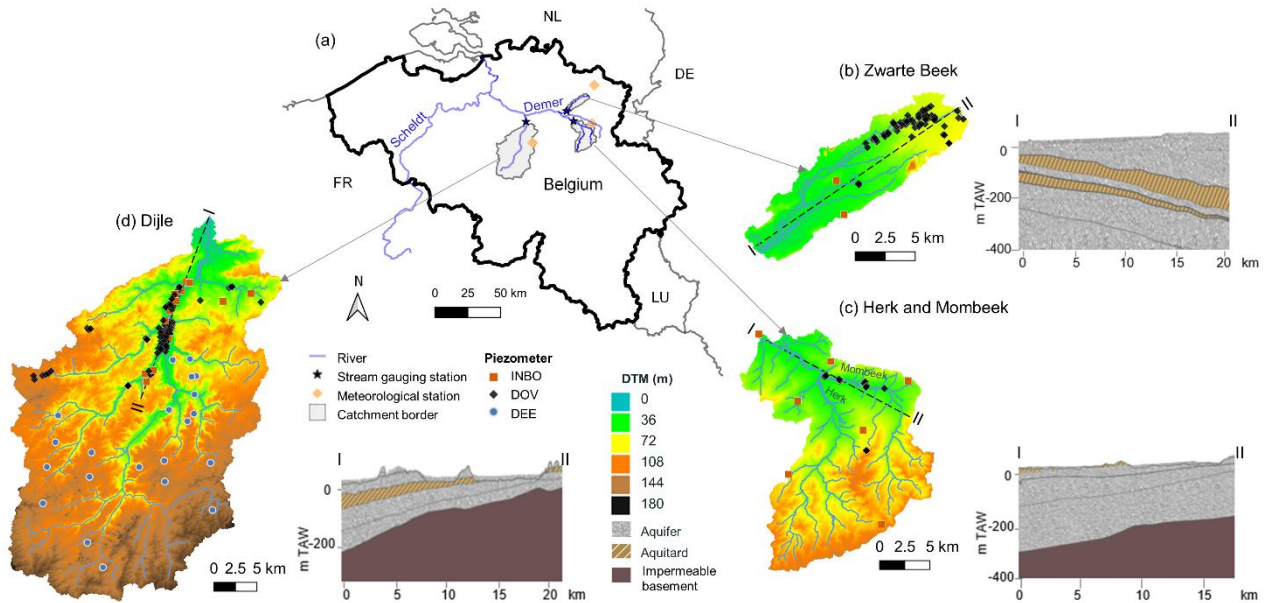 (a)
NL
DE
FR
LU
Scheldt
Demer
Belgium
N
0 25 50 km
(b) Zwarte Beek
II
I
0 2.5 5 km
I II
0
-200
-400
m TAW
0 5 10 15 20 km
(c) Herk and Mombeek
I
Mombeek
Herk
II
0 2.5 5 km
I II
0
-200
-400
m TAW
0 5 10 15 km
(d) Dijle
I
II
0 2.5 5 km
I II
0
-200
m TAW
0 5 10 15 20 km
River
Stream gauging station
Meteorological station
Catchment border
Piezometer
INBO
DOV
DEE
DTM (m)
0
36
72
108
144
180
Aquifer
Aquitard
Impermeable
basement